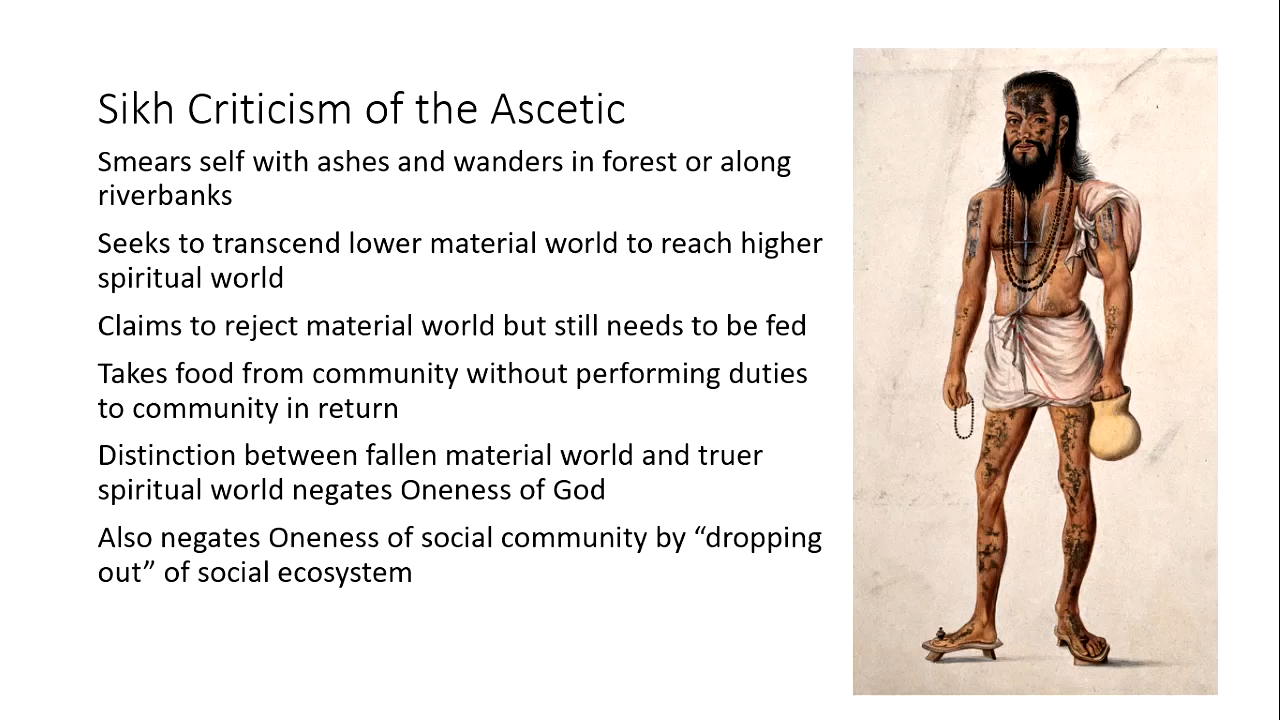 Sikh Criticism of the Ascetic
Smears self with ashes and wanders in forest or along
riverbanks
Seeks to transcend lower material world to reach higher
spiritual world
Claims to reject material world but still needs to be fed
Takes food from community without performing duties
to community in return
Distinction between fallen material world and truer
spiritual world negates Oneness of God
Also negates Oneness of social community by “dropping
out” of social ecosystem